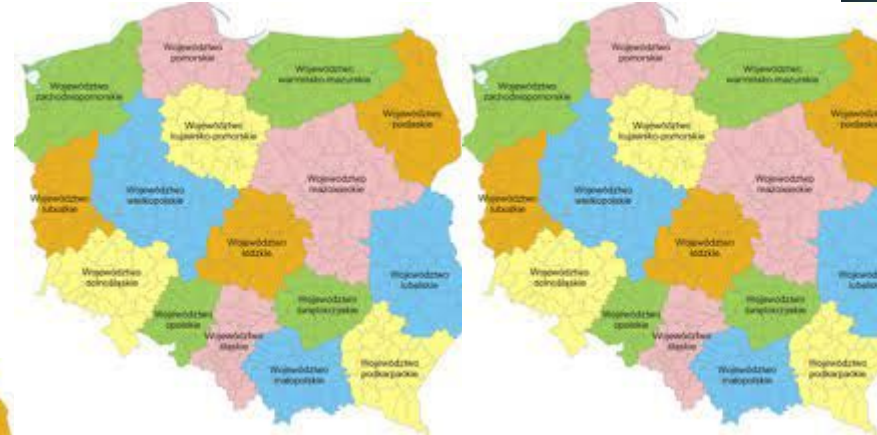 Województwo
pomorskie
Województwo
zachodniopomorskie
Województwo
warmińsko-mazurskie
Województwo
podlaskie
Województwo
kujawsko-pomorskie
Województwo
mazowieckie
Województwo
wielkopolskie
Województwo
lubuskie
Województwo
łódzkie
Województwo
dolnośląskie
Województwo
lubelskie
Województwo
świętokrzyskie
Województwo
opolskie
Województwo
śląskie
Województwo
małopolskie
Województwo
podkarpackie
Województwo
pomorskie
Województwo
zachodniopomorskie
Województwo
warmińsko-mazurskie
Województwo
podlaskie
Województwo
kujawsko-pomorskie
Województwo
mazowieckie
Województwo
wielkopolskie
Województwo
lubuskie
Województwo
łódzkie
Województwo
dolnośląskie
Województwo
świętokrzyskie
Województwo
opolskie
Województwo
śląskie
Województwo
małopolskie
Województwo
podkarpackie